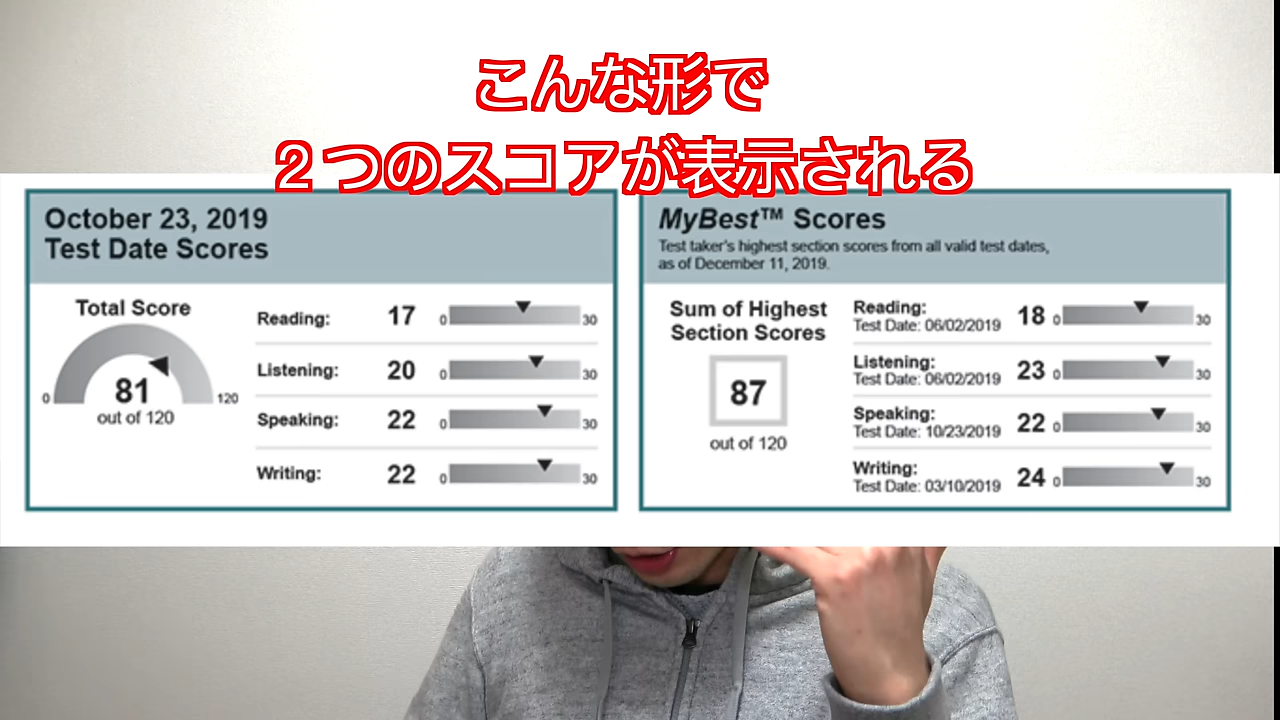 こんな形で
２つのスコアが表示される
October 23, 2019
Test Date Scores
Total Score
0
81
120
out of 120
Reading: 17 0 30
Listening: 20 0 30
Speaking: 22 0 30
Writing: 22 0 30
MyBest™ Scores
Test taker's highest section scores from all valid test dates,
as of December 11, 2019.
Sum of Highest
Section Scores
87
out of 120
Reading:
Test Date: 06/02/2019 18 0 30
Listening:
Test Date: 06/02/2019 23 0 30
Speaking:
Test Date: 10/23/2019 22 0 30
Writing:
Test Date: 03/10/2019 24 0 30